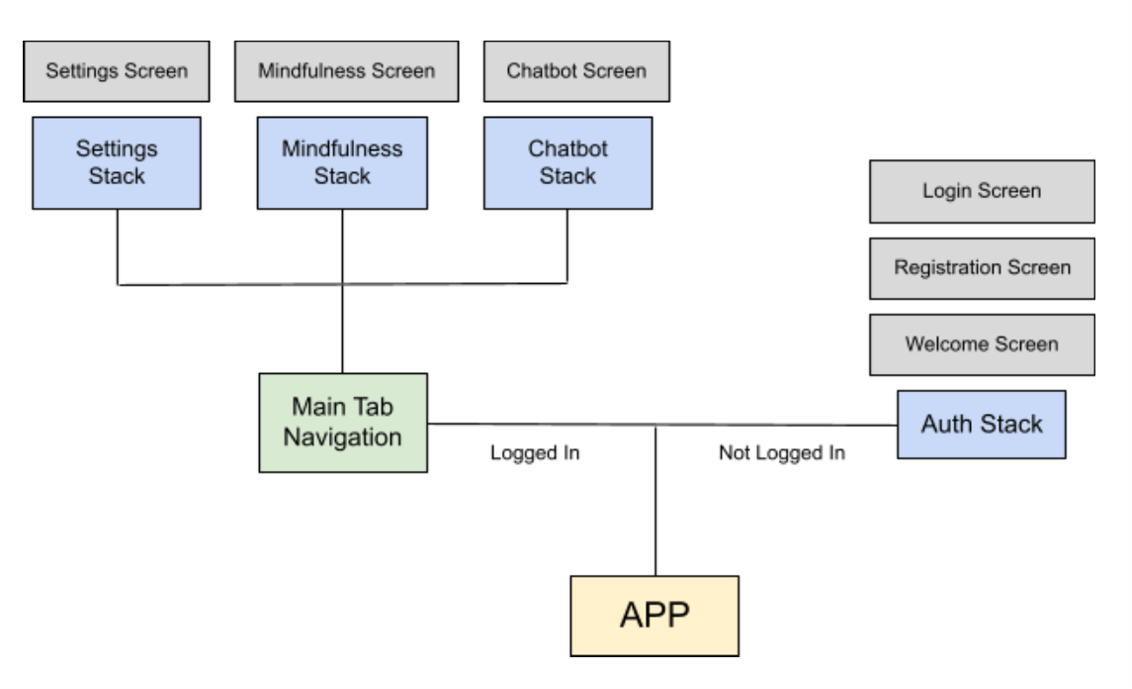 Settings Screen
Mindfulness Screen
Chatbot Screen
Settings
Stack
Mindfulness
Stack
Chatbot
Stack
Login Screen
Registration Screen
Welcome Screen
Main Tab
Navigation
Auth Stack
Logged In
Not Logged In
APP